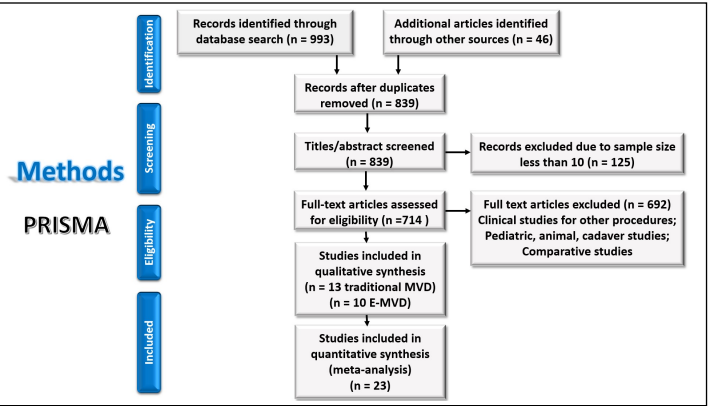 Methods
PRISMA
Identification
Screening
Eligibility
Included
Records identified through
database search (n = 993)
Additional articles identified
through other sources (n = 46)
Records after duplicates
removed (n = 839)
Titles/abstract screened
(n = 839)
Records excluded due to sample size
less than 10 (n = 125)
Full-text articles assessed
for eligibility (n =714 )
Full text articles excluded (n = 692)
Clinical studies for other procedures;
Pediatric, animal, cadaver studies;
Comparative studies
Studies included in
qualitative synthesis
(n = 13 traditional MVD)
(n = 10 E-MVD)
Studies included in
quantitative synthesis
(meta-analysis)
(n = 23)